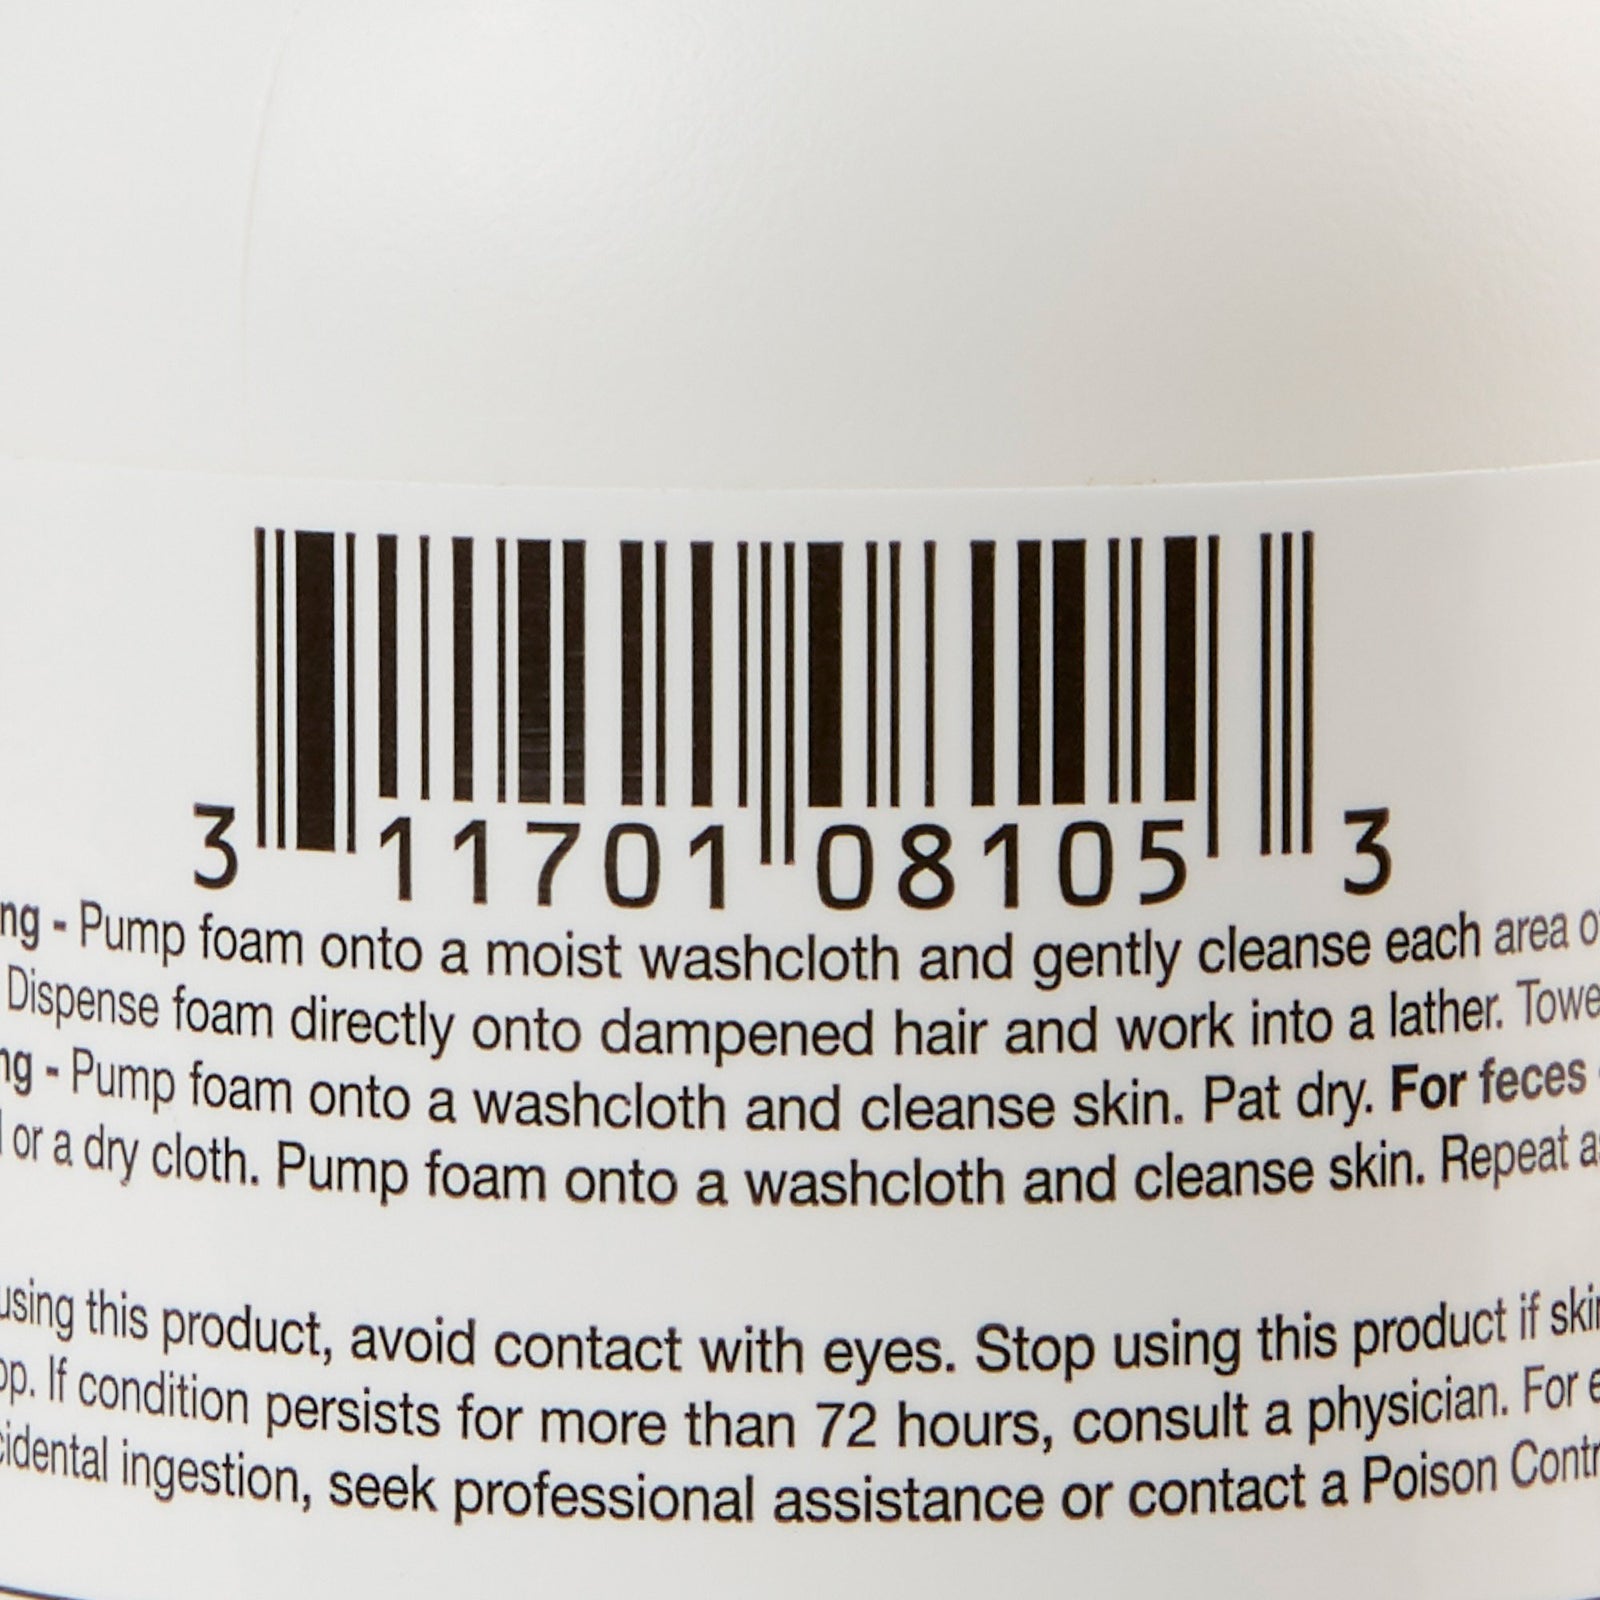 3 11701 08105 3
ng - Pump foam onto a moist washcloth and gently cleanse each area o
Dispense foam directly onto dampened hair and work into a lather. Towe
ng - Pump foam onto a washcloth and cleanse skin. Pat dry. For feces
or a dry cloth. Pump foam onto a washcloth and cleanse skin. Repeat a
using this product, avoid contact with eyes. Stop using this product if skin
op. If condition persists for more than 72 hours, consult a physician. For e
cidental ingestion, seek professional assistance or contact a Poison Contr